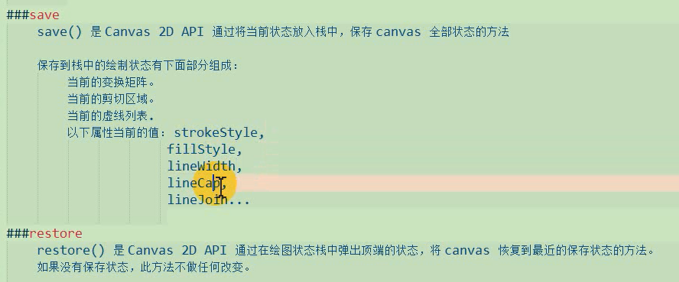 ###save
save() 是 Canvas 2D API 通过将当前状态放入栈中，保存 canvas 全部状态的方法
保存到栈中的绘制状态有下面部分组成：
当前的变换矩阵。
当前的剪切区域。
当前的虚线列表.
以下属性当前的值：strokeStyle,
fillStyle,
lineWidth,
lineCap,
lineJoin...
###restore
restore() 是 Canvas 2D API 通过在绘图状态栈中弹出顶端的状态，将 canvas 恢复到最近的保存状态的方法。
如果没有保存状态，此方法不做任何改变。